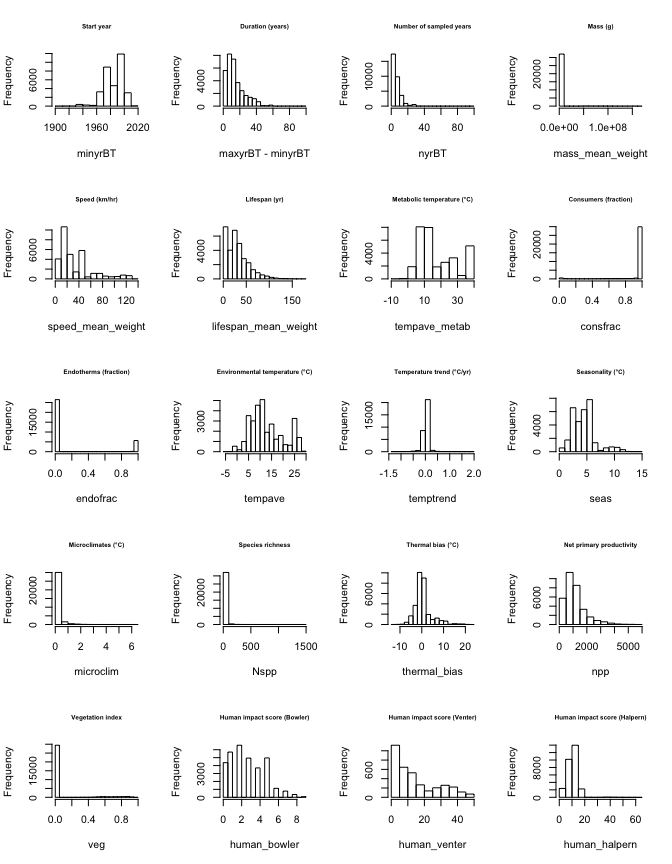 Start year
Frequency
0 6000
1900 1960 2020
minyrBT
Duration (years)
Frequency
0 4000
0 40 80
maxyrBT - minyrBT
Number of sampled years
Frequency
0 10000
0 40 80
nyrBT
Mass (g)
Frequency
0 20000
0.0e+00 1.0e+08
mass_mean_weight
Speed (km/hr)
Frequency
0 6000
0 40 80 120
speed_mean_weight
Lifespan (yr)
Frequency
0 4000
0 50 150
lifespan_mean_weight
Metabolic temperature (°C)
Frequency
0 4000
-10 10 30
tempave_metab
Consumers (fraction)
Frequency
0 20000
0.0 0.4 0.8
consfrac
Endotherms (fraction)
Frequency
0 15000
0.0 0.4 0.8
endofrac
Environmental temperature (°C)
Frequency
0 3000
-5 5 15 25
tempave
Temperature trend (°C/yr)
Frequency
0 15000
-1.5 0.0 1.0 2.0
temptrend
Seasonality (°C)
Frequency
0 4000
0 5 10 15
seas
Microclimates (°C)
Frequency
0 20000
0 2 4 6
microclim
Species richness
Frequency
0 20000
0 500 1500
Nspp
Thermal bias (°C)
Frequency
0 6000
-10 0 10 20
thermal_bias
Net primary productivity
Frequency
0 6000
0 2000 5000
npp
Vegetation index
Frequency
0 15000
0.0 0.4 0.8
veg
Human impact score (Bowler)
Frequency
0 3000
0 2 4 6 8
human_bowler
Human impact score (Venter)
Frequency
0 600
0 10 30 50
human_venter
Human impact score (Halpern)
Frequency
0 8000
0 20 40 60
human_halpern